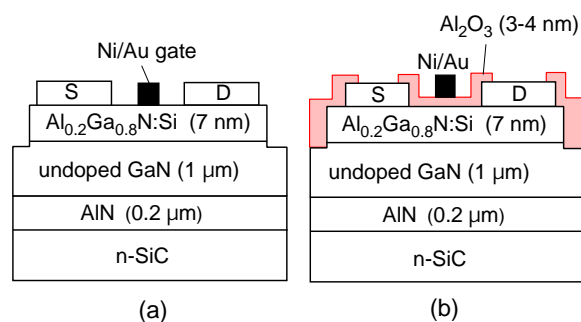 Ni/Au gate
S
D
Al₀.₂Ga₀.₈N:Si (7 nm)
undoped GaN (1 µm)
AlN (0.2 µm)
n-SiC
(a)
Al₂O₃ (3-4 nm)
Ni/Au
S
D
Al₀.₂Ga₀.₈N:Si (7 nm)
undoped GaN (1 µm)
AlN (0.2 µm)
n-SiC
(b)